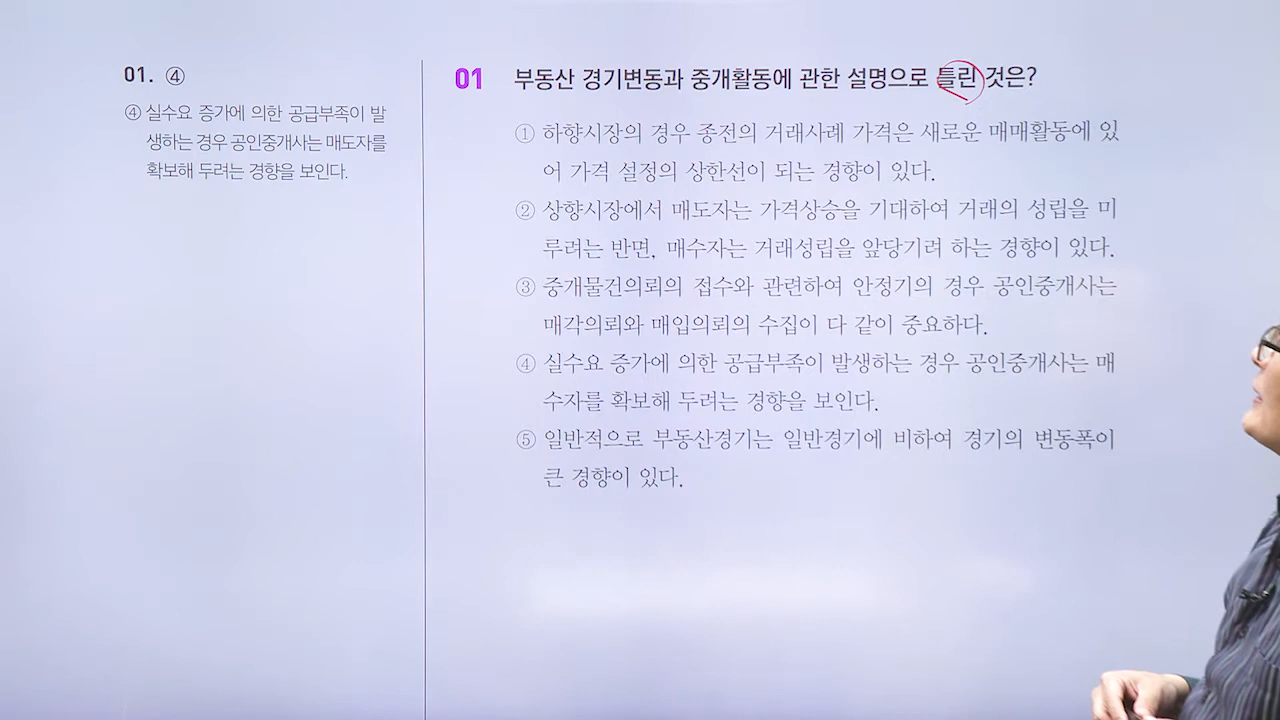 01. ④
④ 실수요 증가에 의한 공급부족이 발
생하는 경우 공인중개사는 매도자를
확보해 두려는 경향을 보인다.
01 부동산 경기변동과 중개활동에 관한 설명으로 틀린 것은?
① 하향시장의 경우 종전의 거래사례 가격은 새로운 매매활동에 있
어 가격 설정의 상한선이 되는 경향이 있다.
② 상향시장에서 매도자는 가격상승을 기대하여 거래의 성립을 미
루려는 반면, 매수자는 거래성립을 앞당기려 하는 경향이 있다.
③ 중개물건의뢰의 접수와 관련하여 안정기의 경우 공인중개사는
매각의뢰와 매입의뢰의 수집이 다 같이 중요하다.
④ 실수요 증가에 의한 공급부족이 발생하는 경우 공인중개사는 매
수자를 확보해 두려는 경향을 보인다.
⑤ 일반적으로 부동산경기는 일반경기에 비하여 경기의 변동폭이
큰 경향이 있다.